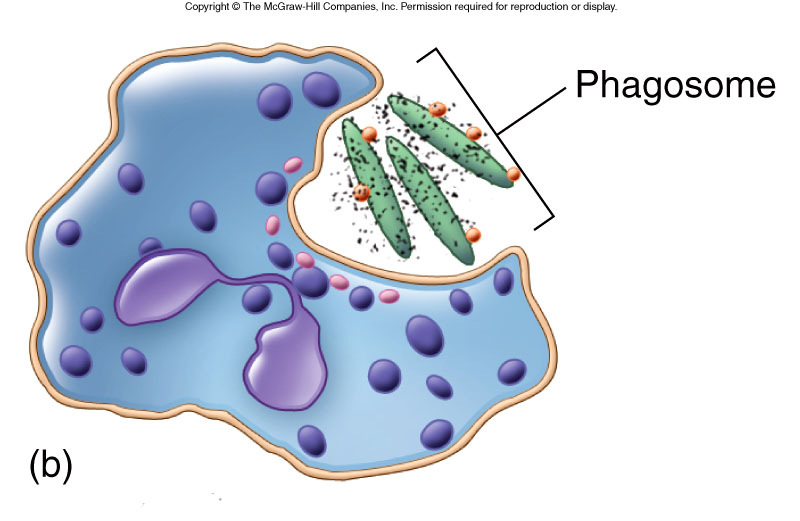 Copyright © The McGraw-Hill Companies, Inc. Permission required for reproduction or display.
Phagosome
(b)